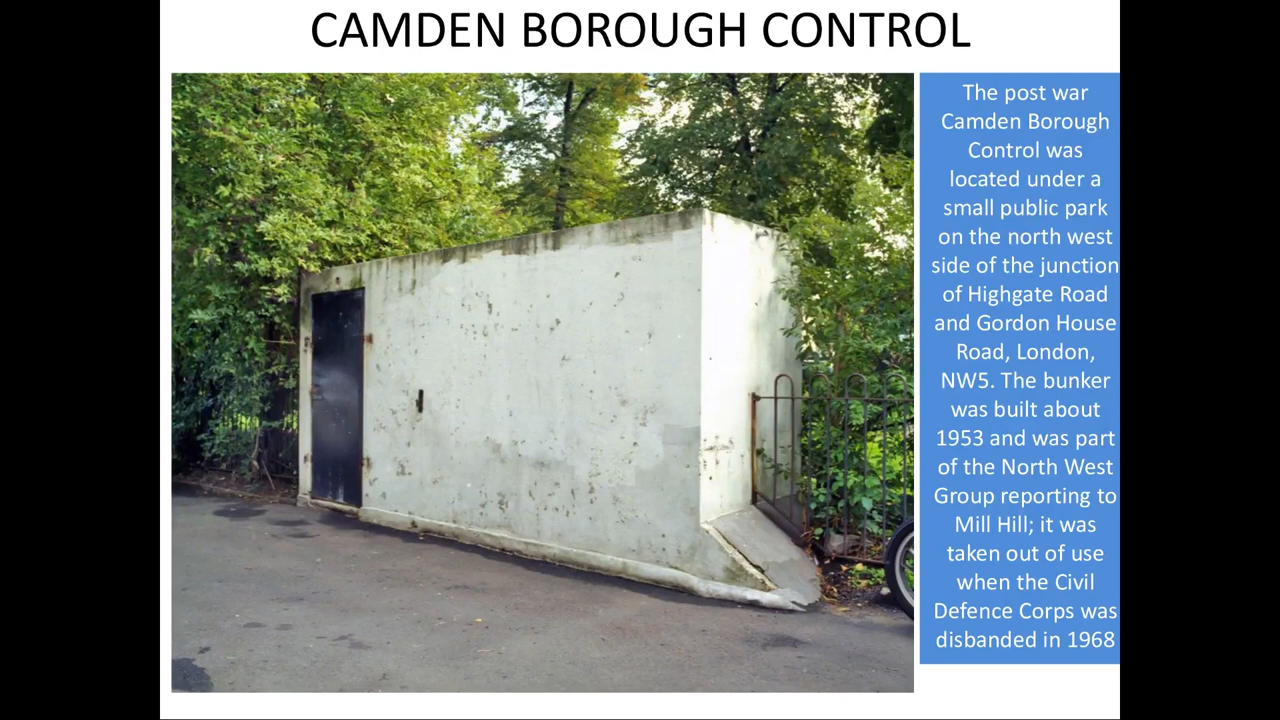 CAMDEN BOROUGH CONTROL
The post war
Camden Borough
Control was
located under a
small public park
on the north west
side of the junction
of Highgate Road
and Gordon House
Road, London,
NW5. The bunker
was built about
1953 and was part
of the North West
Group reporting to
Mill Hill; it was
taken out of use
when the Civil
Defence Corps was
disbanded in 1968